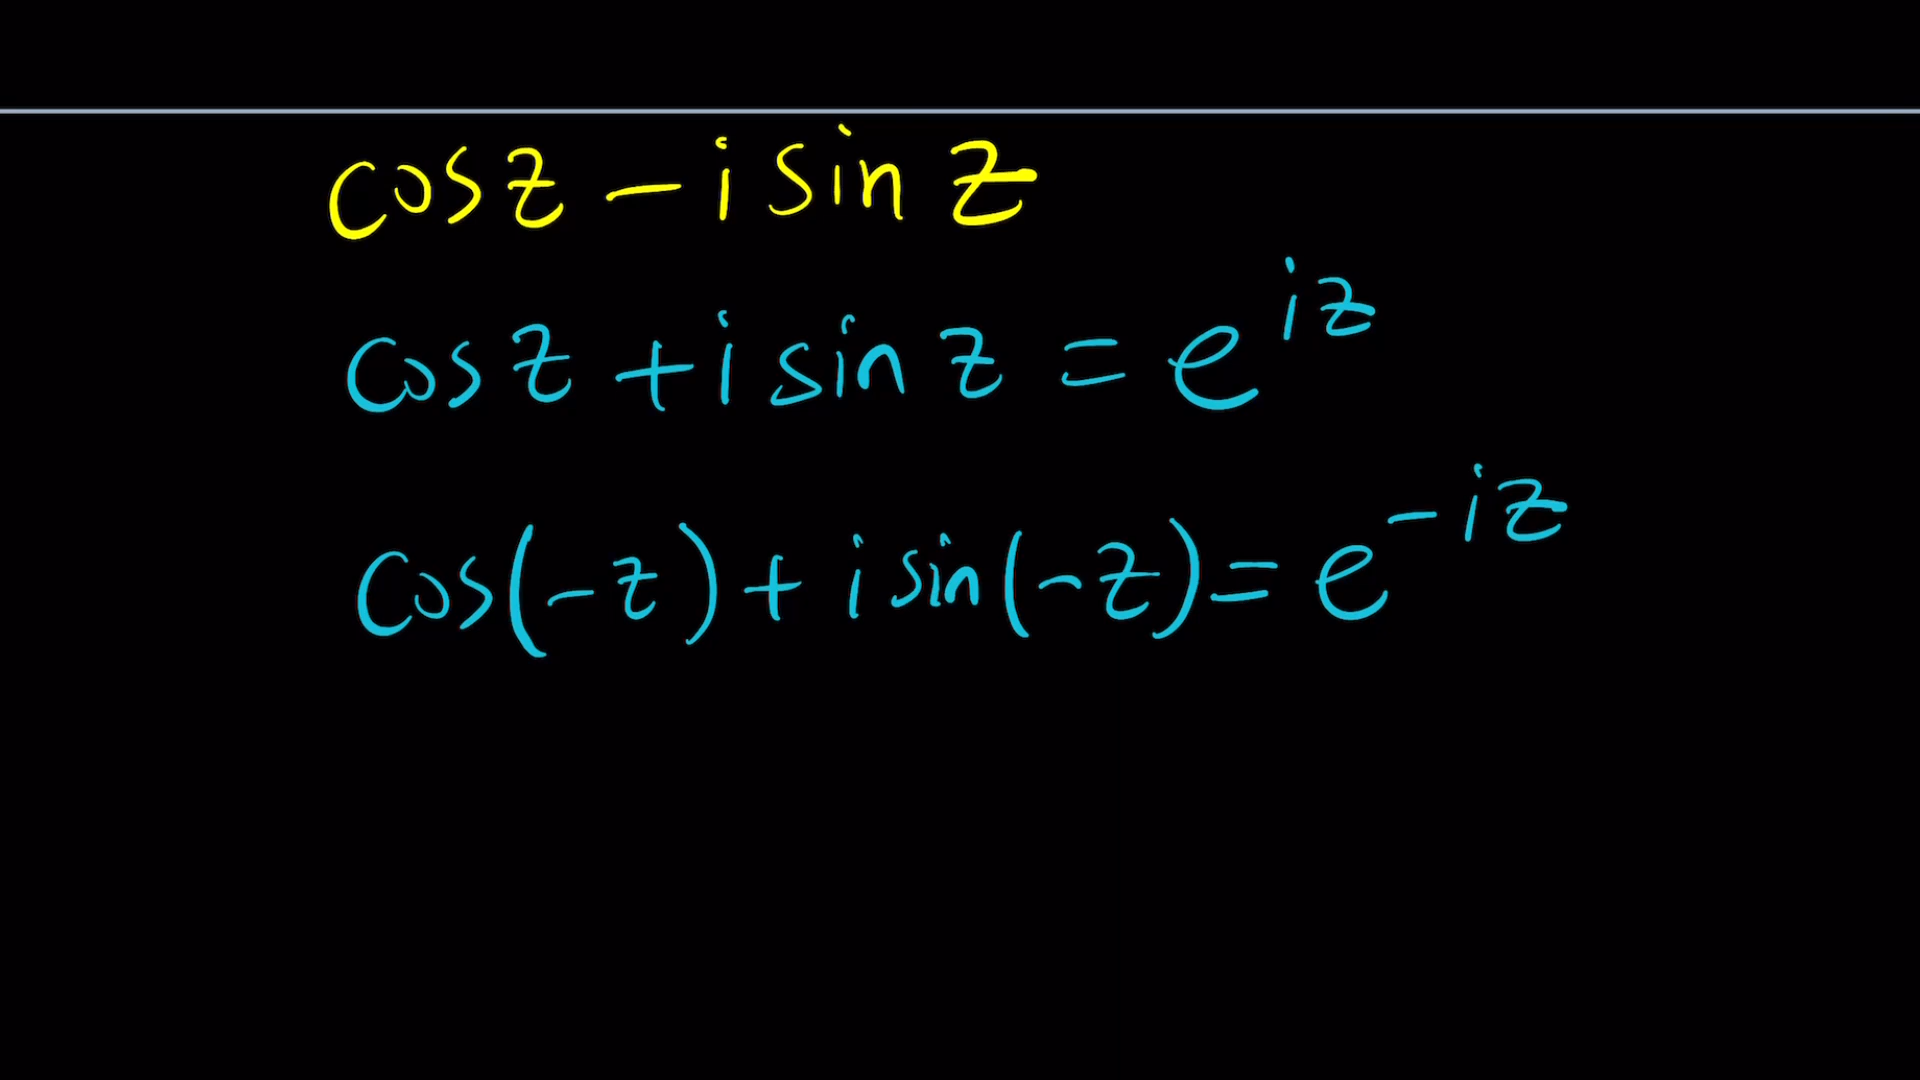 cos z - i sin z
cos z + i sin z = e^{iz}
cos(-z) + i sin(-z) = e^{-iz}